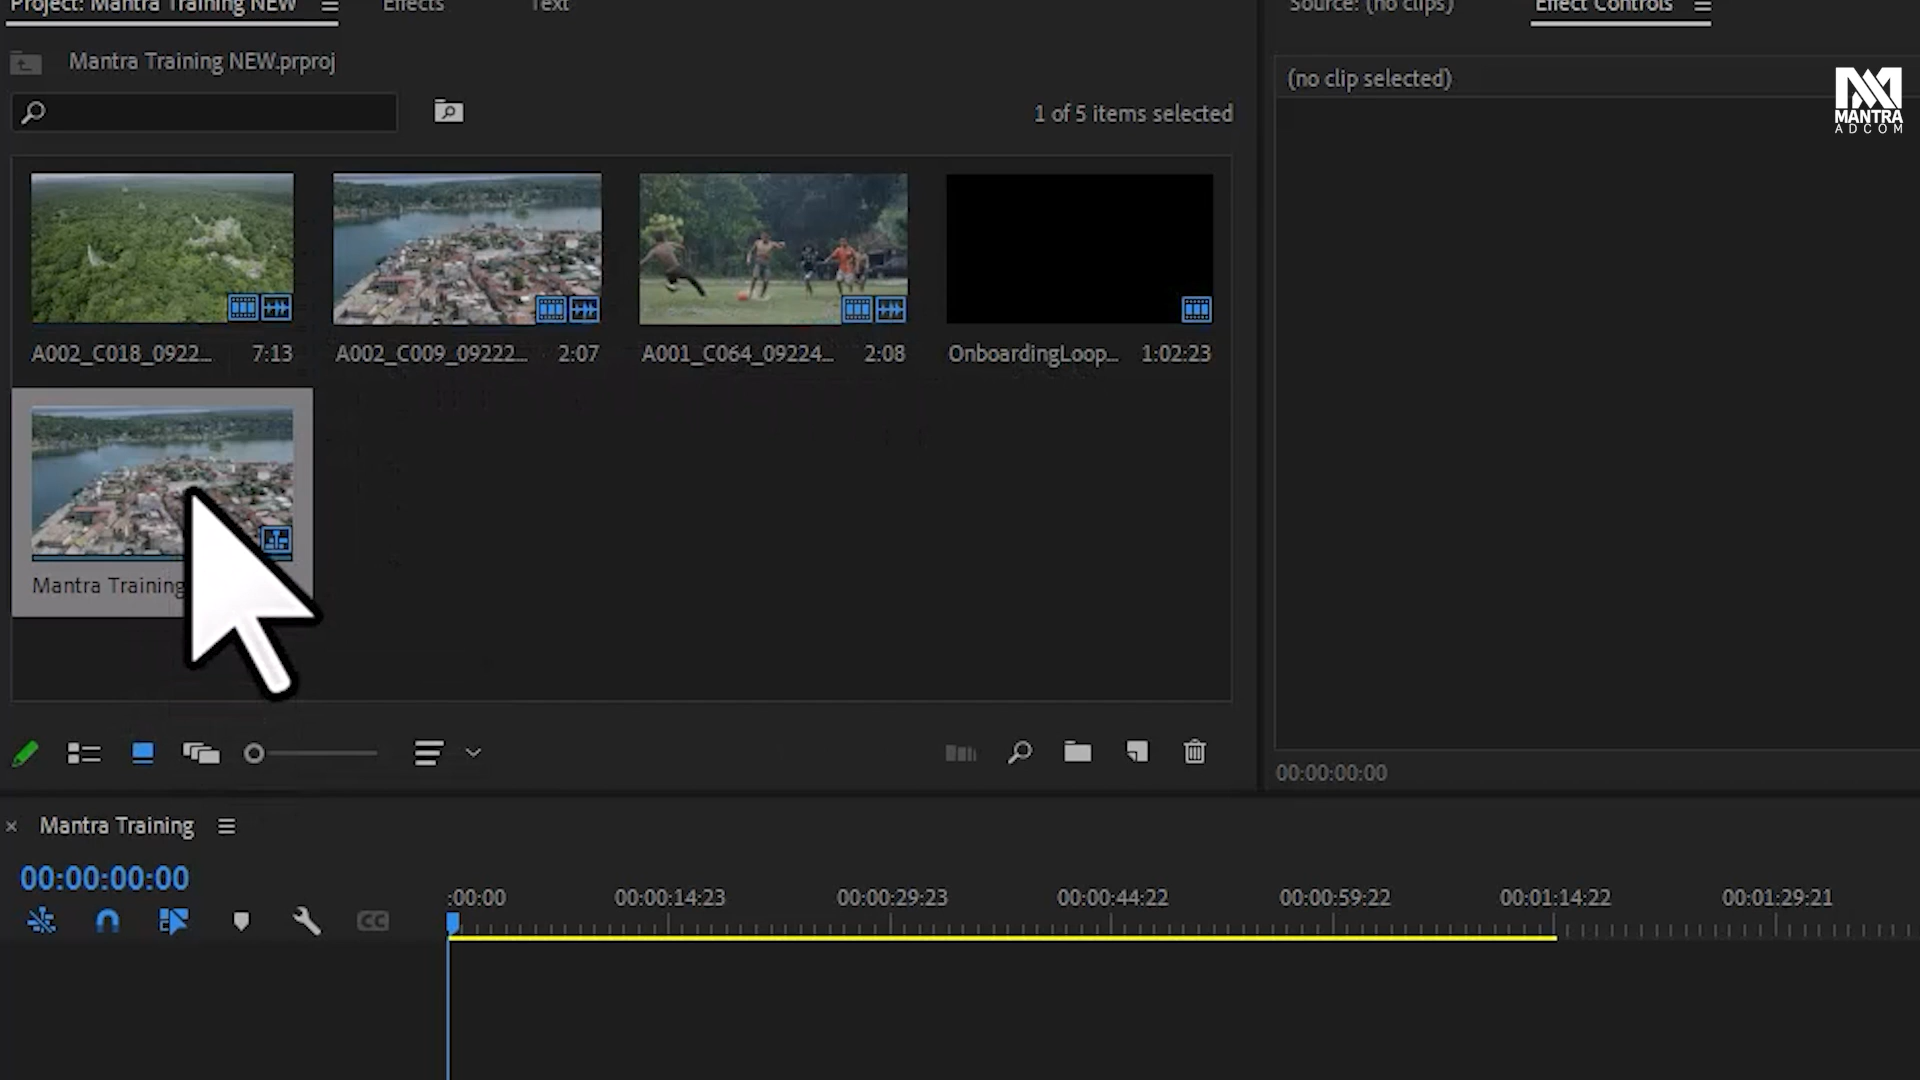 Project: Mantra Training NEW
Effects
Text
Source: (no clips)
Effect Controls
Mantra Training NEW.prproj
(no clip selected)
MANTRA
ADCOM
1 of 5 items selected
A002_C018_0922... 7:13
A002_C009_09222... 2:07
A001_C064_09224... 2:08
OnboardingLoop... 1:02:23
Mantra Training
00:00:00:00
Mantra Training
00:00:00:00
CC
:00:00
00:00:14:23
00:00:29:23
00:00:44:22
00:00:59:22
00:01:14:22
00:01:29:21